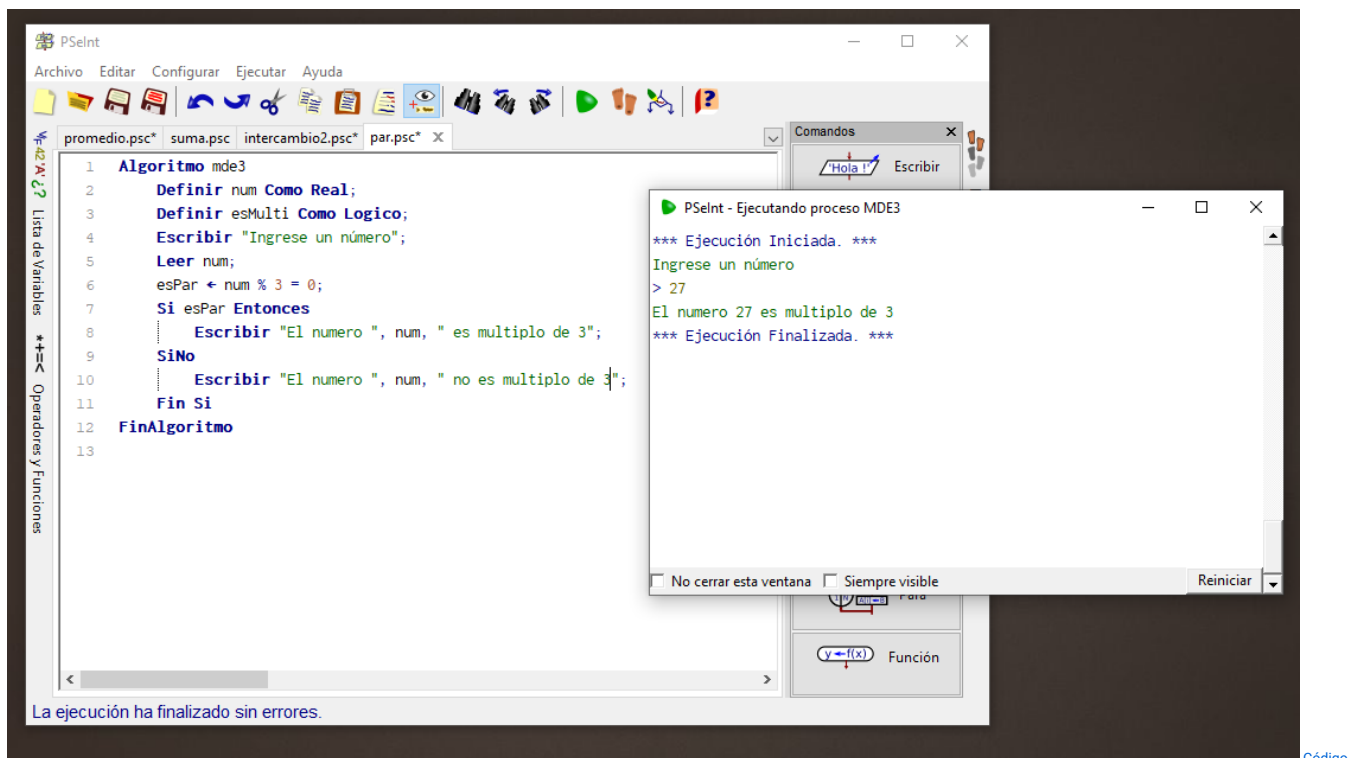 PSeInt
Archivo Editar Configurar Ejecutar Ayuda
promedio.psc* suma.psc intercambio2.psc* par.psc* X
*+42 'A' ¿? Lista de Variables
*+=< Operadores y Funciones
1 Algoritmo mde3
2 Definir num Como Real;
3 Definir esMulti Como Logico;
4 Escribir "Ingrese un número";
5 Leer num;
6 esPar ← num % 3 = 0;
7 Si esPar Entonces
8 Escribir "El numero ", num, " es multiplo de 3";
9 SiNo
10 Escribir "El numero ", num, " no es multiplo de 3";
11 Fin Si
12 FinAlgoritmo
13
Comandos
'Hola !' Escribir
PSeInt - Ejecutando proceso MDE3
*** Ejecución Iniciada. ***
Ingrese un número
> 27
El numero 27 es multiplo de 3
*** Ejecución Finalizada. ***
No cerrar esta ventana Siempre visible Reiniciar
Para
y←f(x) Función
La ejecución ha finalizado sin errores.
Código